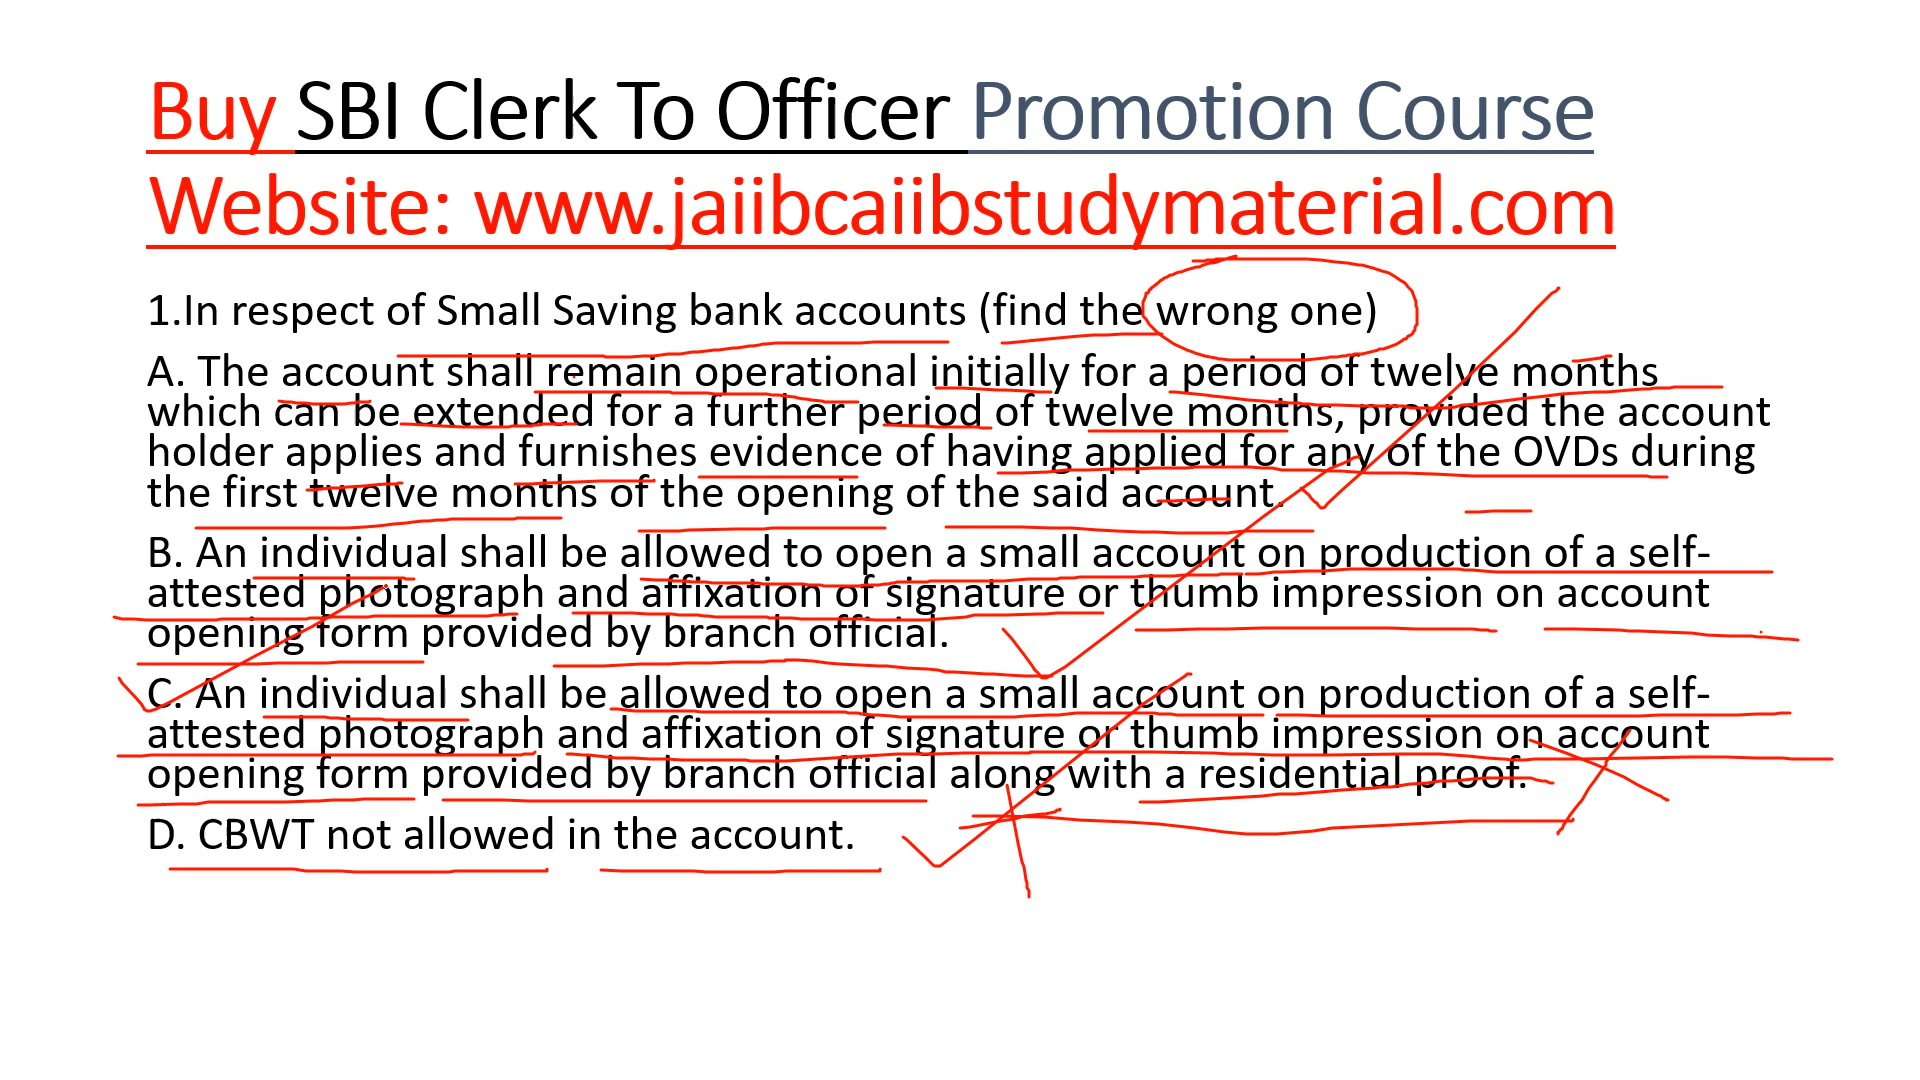 Buy SBI Clerk To Officer Promotion Course
Website: www.jaiibcaiibstudymaterial.com
1.In respect of Small Saving bank accounts (find the wrong one)
A. The account shall remain operational initially for a period of twelve months
which can be extended for a further period of twelve months, provided the account
holder applies and furnishes evidence of having applied for any of the OVDs during
the first twelve months of the opening of the said account.
B. An individual shall be allowed to open a small account on production of a self-
attested photograph and affixation of signature or thumb impression on account
opening form provided by branch official.
C. An individual shall be allowed to open a small account on production of a self-
attested photograph and affixation of signature or thumb impression on account
opening form provided by branch official along with a residential proof.
D. CBWT not allowed in the account.